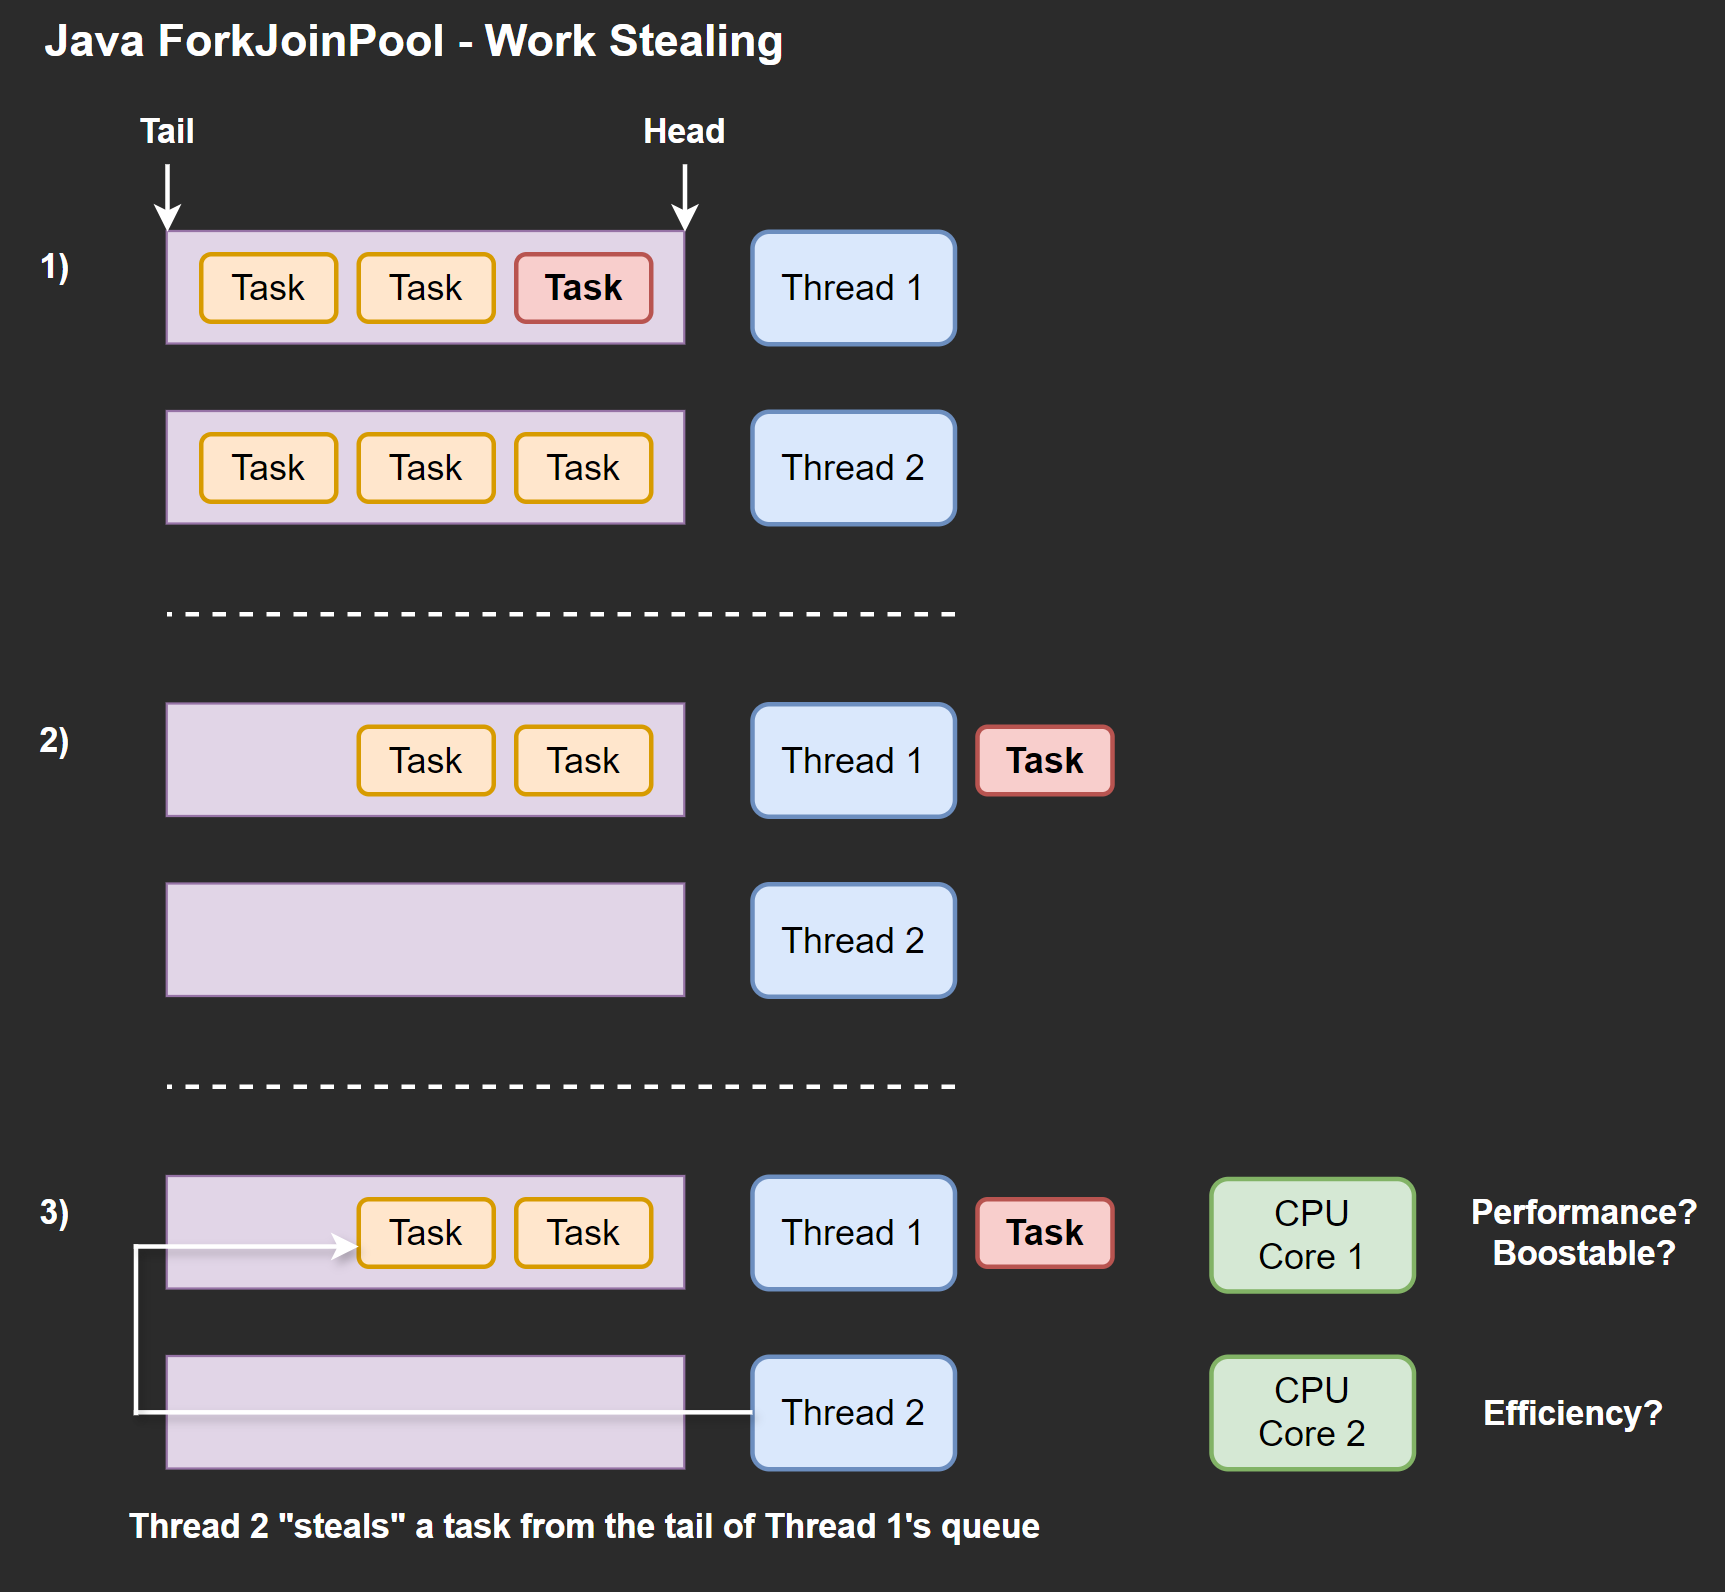 Java ForkJoinPool - Work Stealing
Tail
Head
1)
Task
Task
Task
Thread 1
Task
Task
Task
Thread 2
2)
Task
Task
Thread 1
Task
Thread 2
3)
Task
Task
Thread 1
Task
CPU
Core 1
Performance?
Boostable?
Thread 2
CPU
Core 2
Efficiency?
Thread 2 "steals" a task from the tail of Thread 1's queue